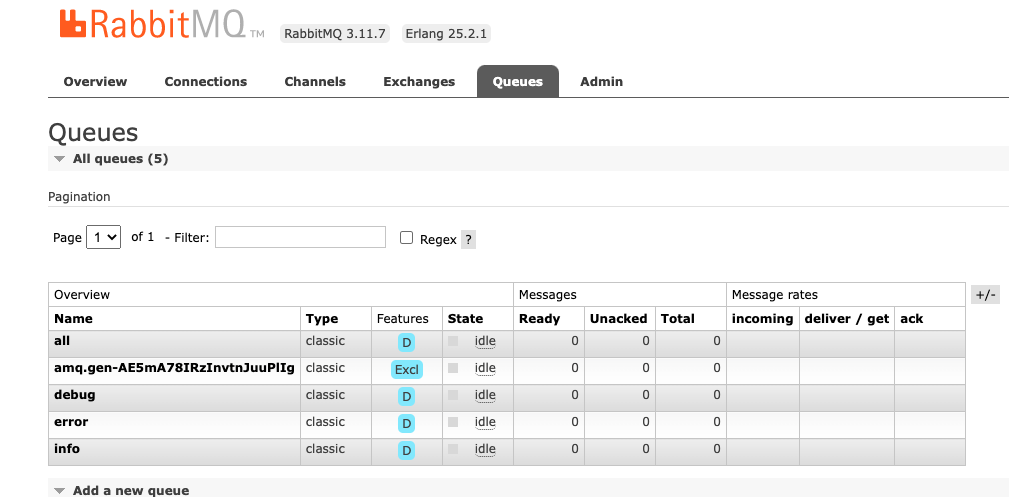 RabbitMQ TM RabbitMQ 3.11.7 Erlang 25.2.1
Overview Connections Channels Exchanges Queues Admin
Queues
All queues (5)
Pagination
Page 1 of 1 - Filter: Regex ?
Overview Messages Message rates +/-
Name Type Features State Ready Unacked Total incoming deliver / get ack
all classic D idle 0 0 0
amq.gen-AE5mA78IRzInvtnJuuPlIg classic Excl idle 0 0 0
debug classic D idle 0 0 0
error classic D idle 0 0 0
info classic D idle 0 0 0
Add a new queue